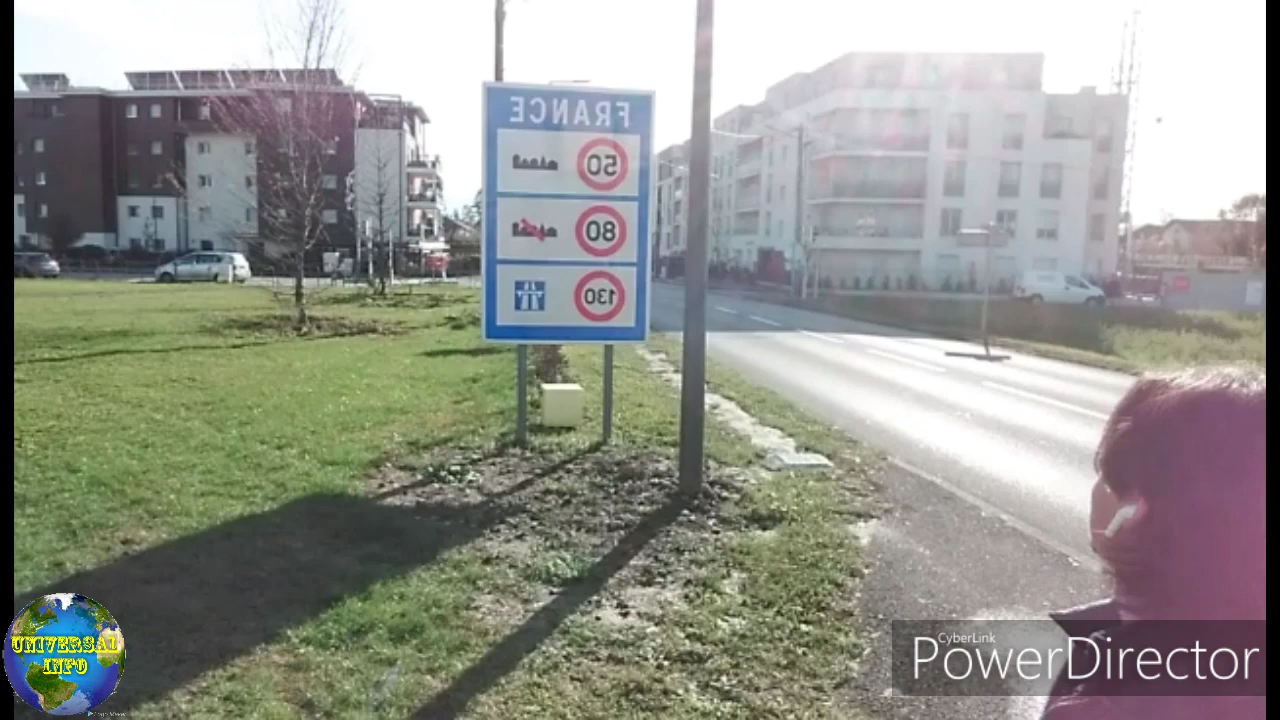 FRANCE
50
80
130
UNIVERSAL
INFO
CyberLink
PowerDirector